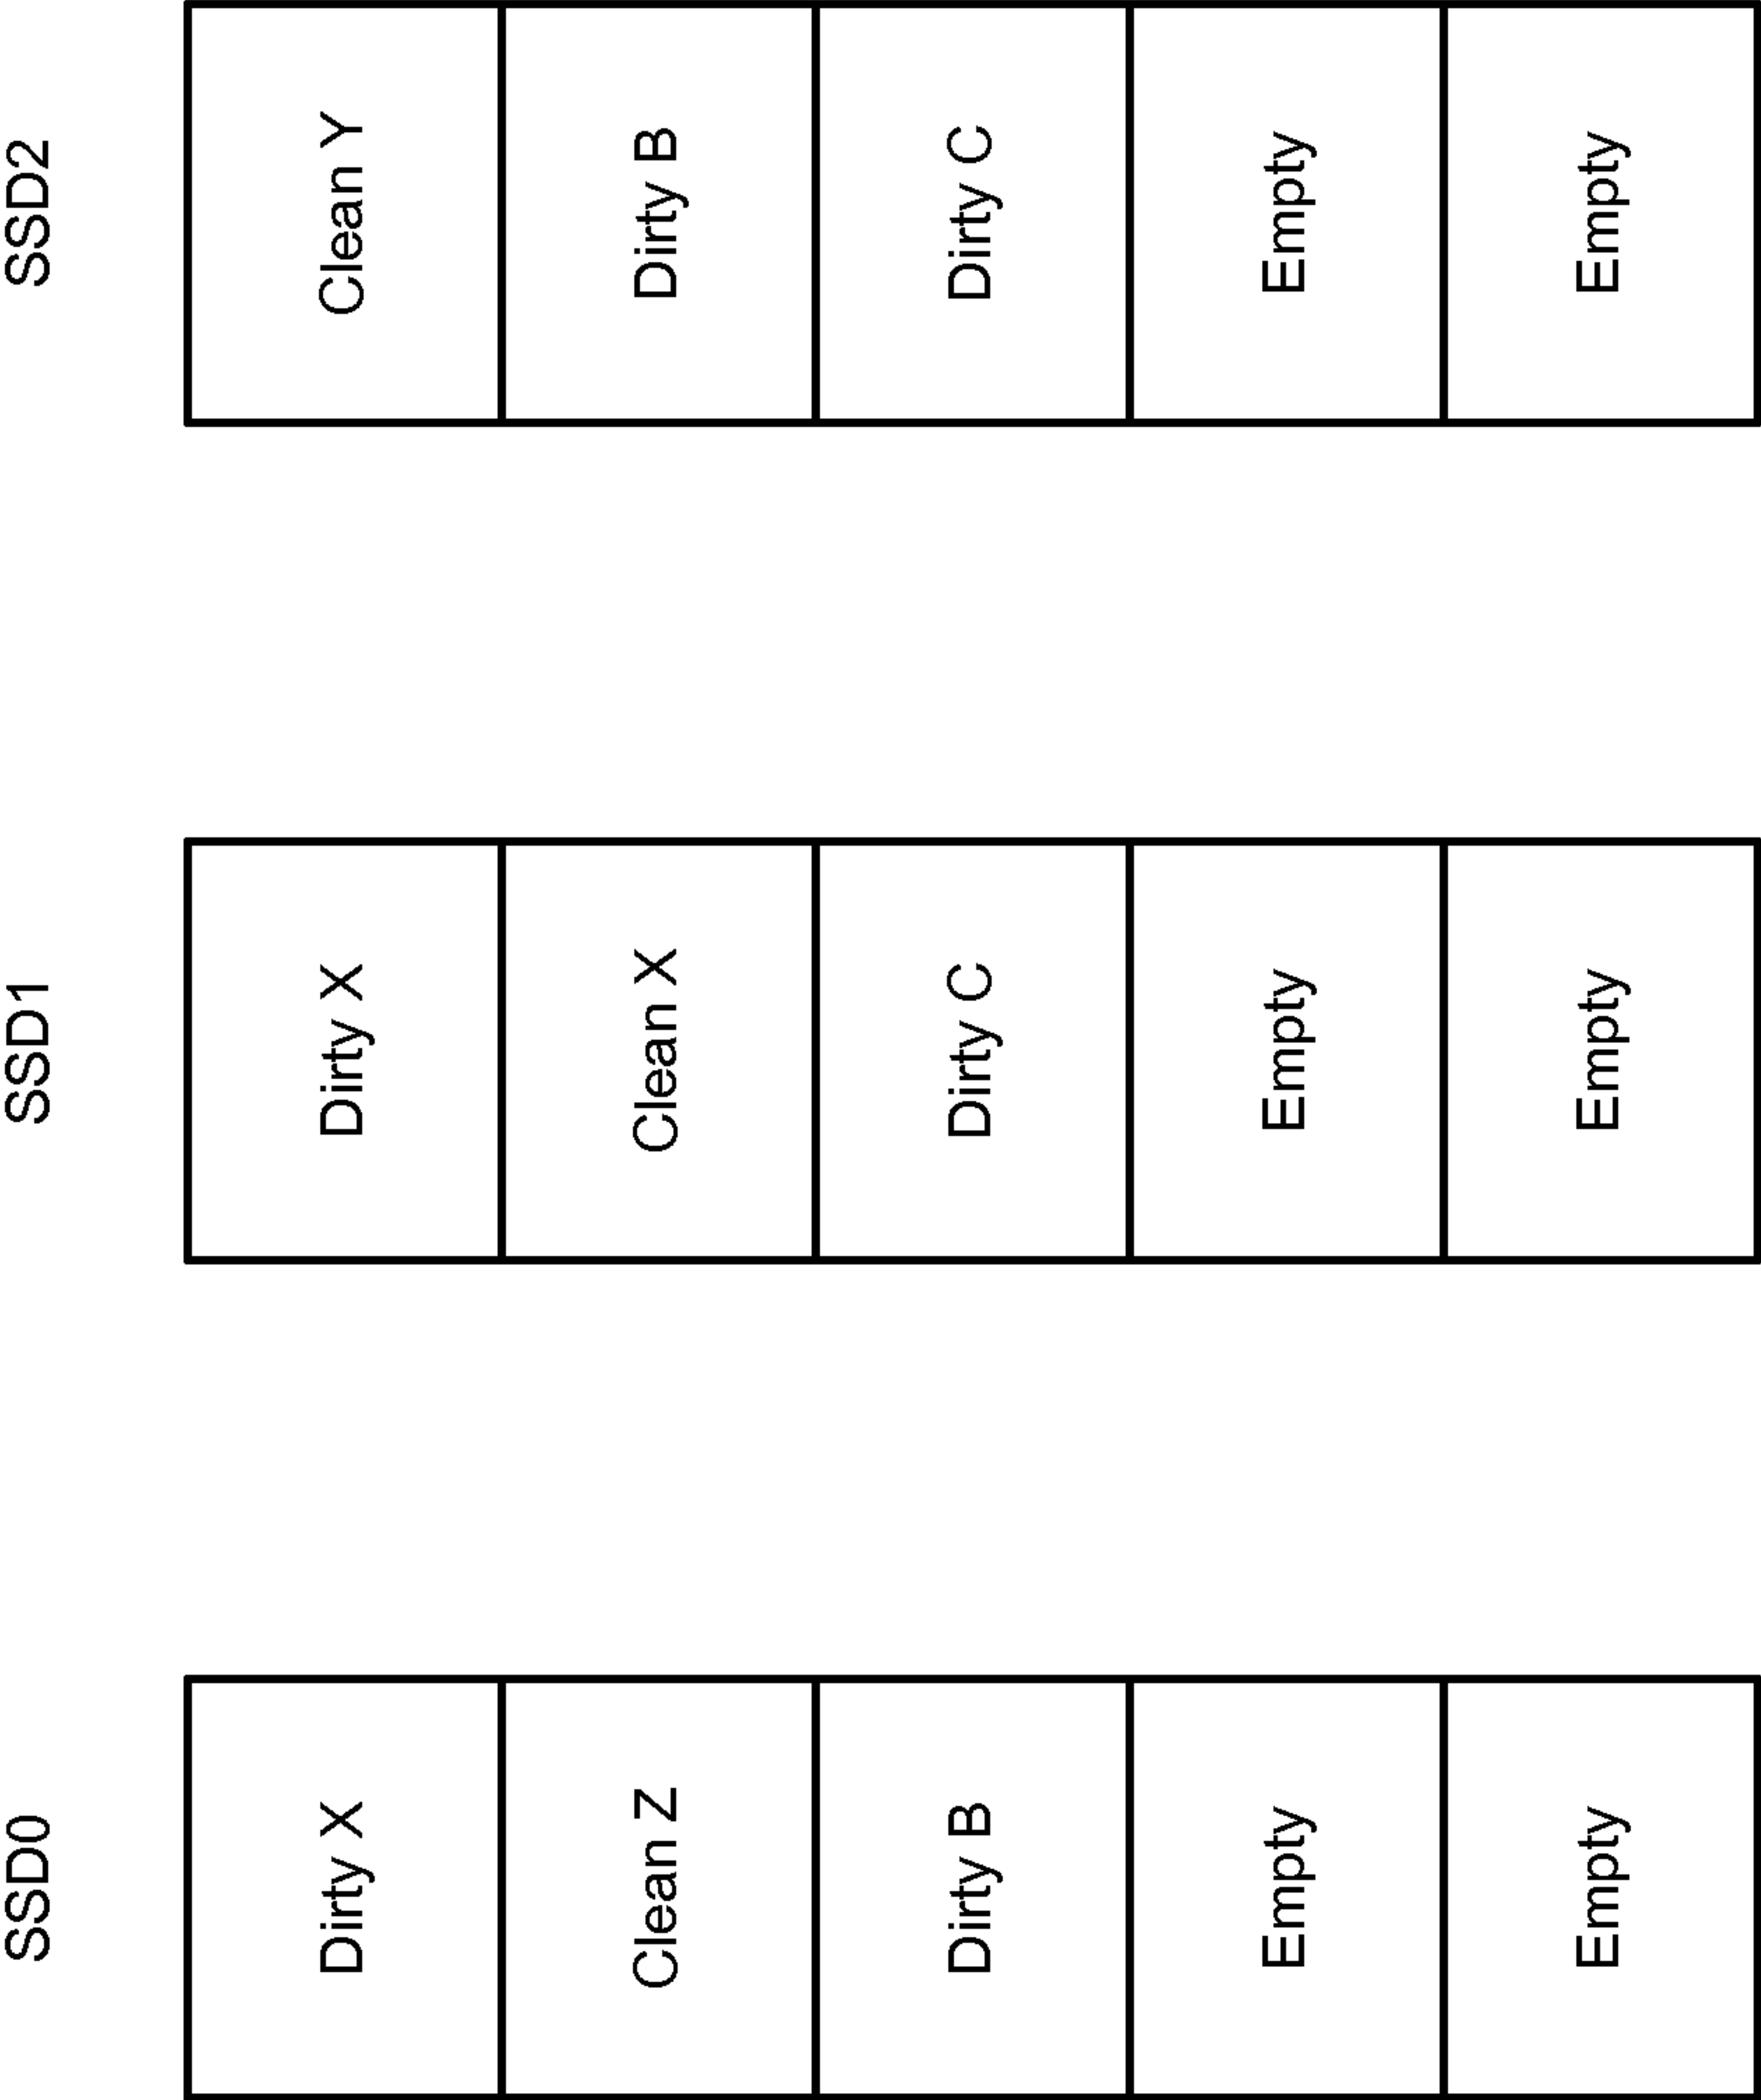 SSD0
SSD1
SSD2
Dirty X
Dirty X
Clean Y
Clean Z
Clean X
Dirty B
Dirty B
Dirty C
Dirty C
Empty
Empty
Empty
Empty
Empty
Empty